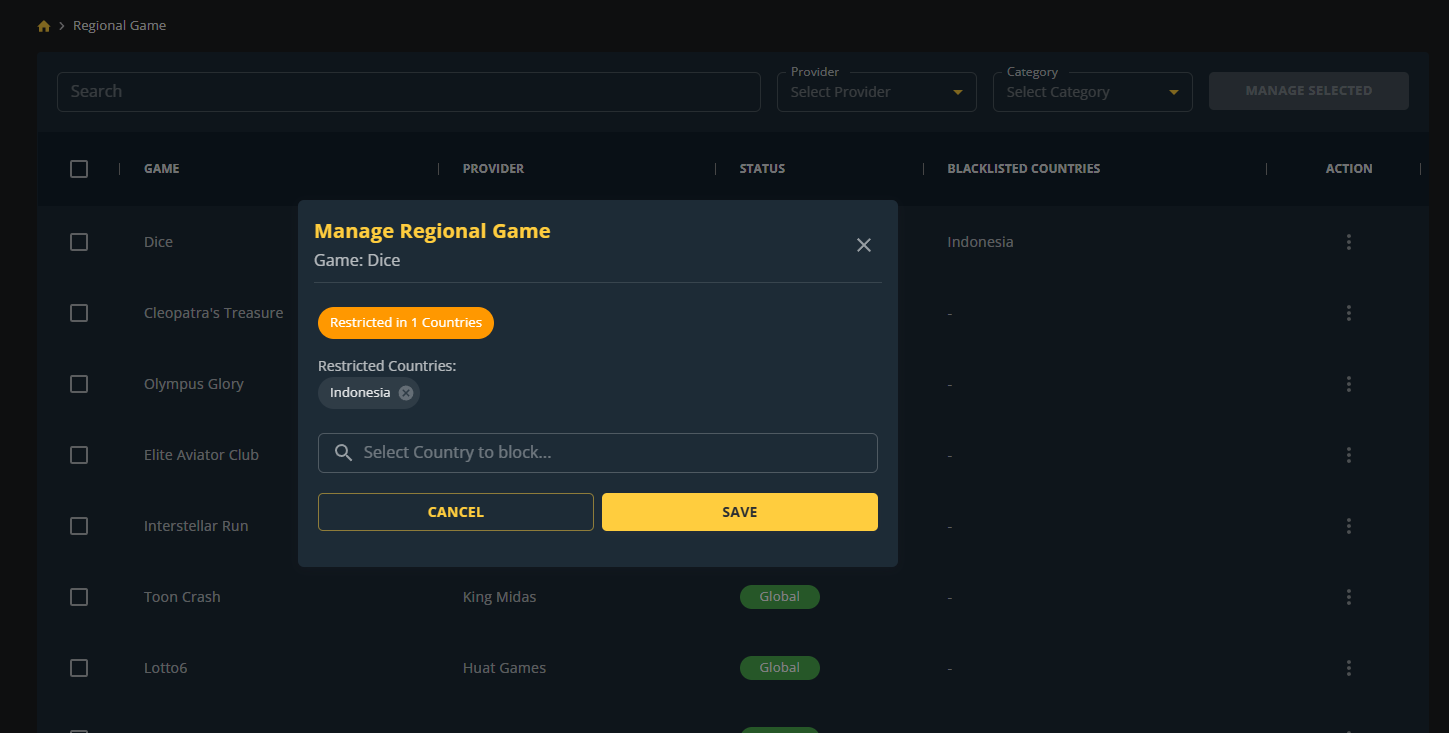 Regional Game
Provider
Category
Search
Select Provider
Select Category
MANAGE SELECTED
GAME
PROVIDER
STATUS
BLACKLISTED COUNTRIES
ACTION
Dice
Indonesia
Cleopatra's Treasure
-
Olympus Glory
-
Elite Aviator Club
-
Interstellar Run
-
Manage Regional Game
Game: Dice
Restricted in 1 Countries
Restricted Countries:
Indonesia
Select Country to block...
CANCEL
SAVE
Toon Crash
King Midas
Global
-
Lotto6
Huat Games
Global
-